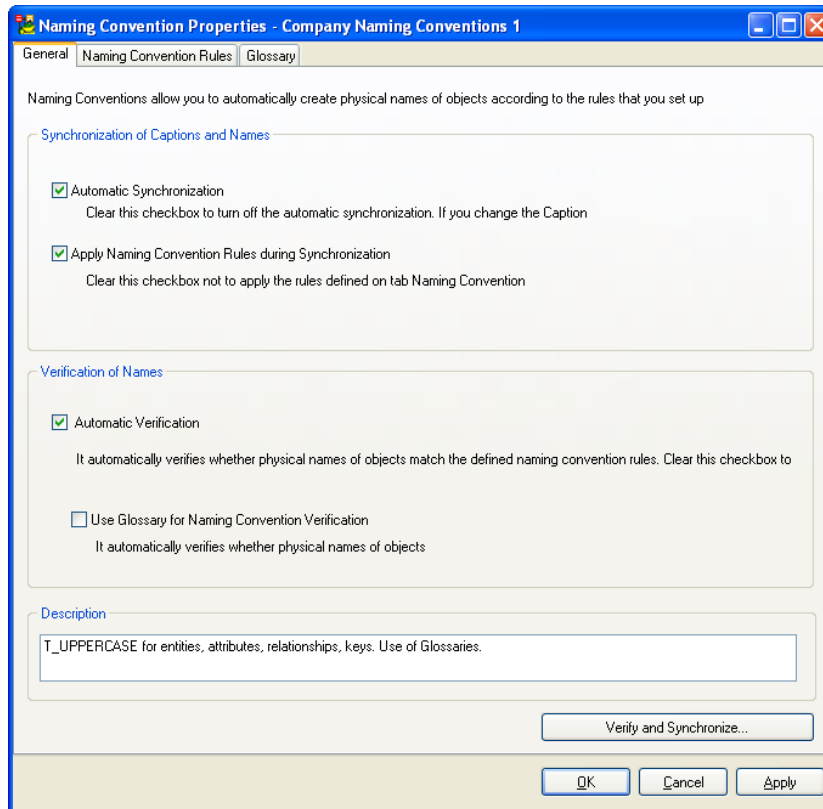 Naming Convention Properties - Company Naming Conventions 1
General Naming Convention Rules Glossary
Naming Conventions allow you to automatically create physical names of objects according to the rules that you set up
Synchronization of Captions and Names
Automatic Synchronization
Clear this checkbox to turn off the automatic synchronization. If you change the Caption
Apply Naming Convention Rules during Synchronization
Clear this checkbox not to apply the rules defined on tab Naming Convention
Verification of Names
Automatic Verification
It automatically verifies whether physical names of objects match the defined naming convention rules. Clear this checkbox to
Use Glossary for Naming Convention Verification
It automatically verifies whether physical names of objects
Description
T_UPPERCASE for entities, attributes, relationships, keys. Use of Glossaries.
Verify and Synchronize...
OK Cancel Apply